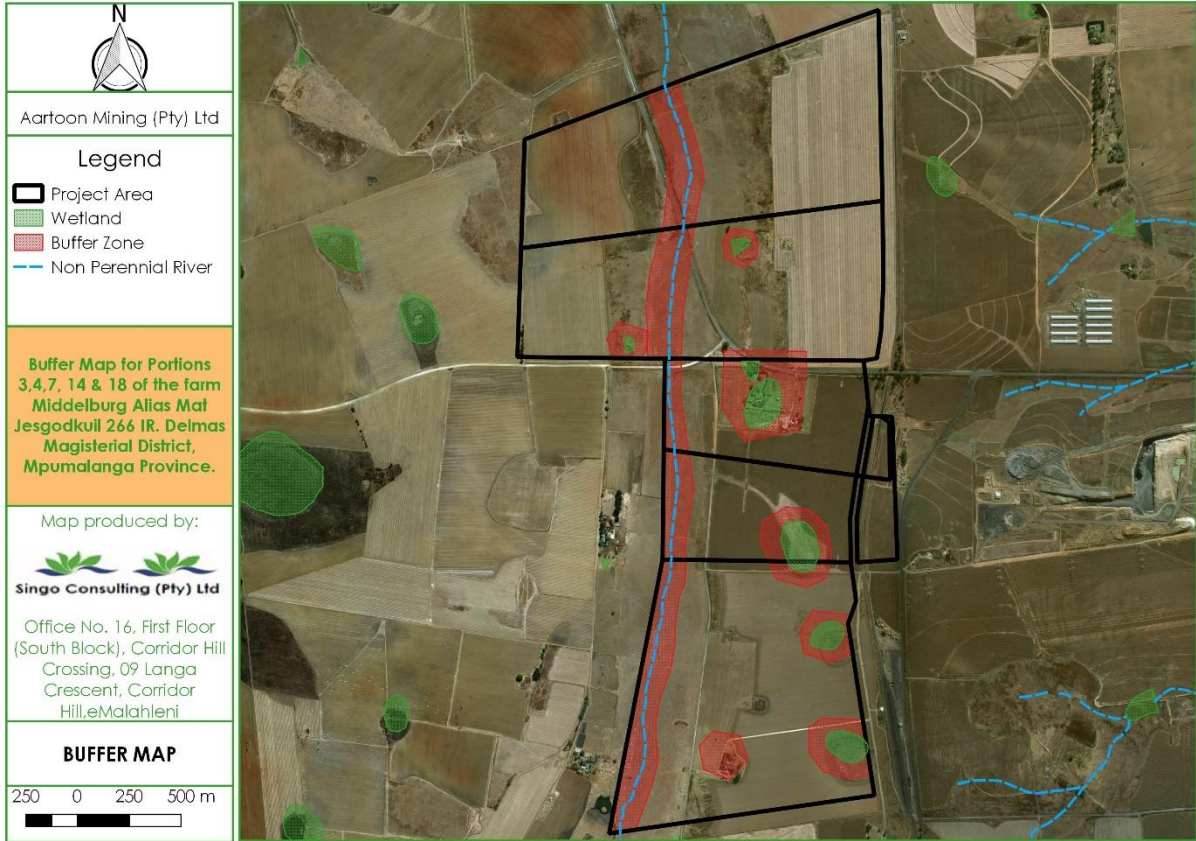 N
Aartoon Mining (Pty) Ltd
Legend
Project Area
Wetland
Buffer Zone
Non Perennial River
Buffer Map for Portions
3,4,7, 14 & 18 of the farm
Middelburg Alias Mat
Jesgodkuil 266 IR. Delmas
Magisterial District,
Mpumalanga Province.
Map produced by:
Singo Consulting (Pty) Ltd
Office No. 16, First Floor
(South Block), Corridor Hill
Crossing, 09 Langa
Crescent, Corridor
Hill,eMalahleni
BUFFER MAP
250 0 250 500 m